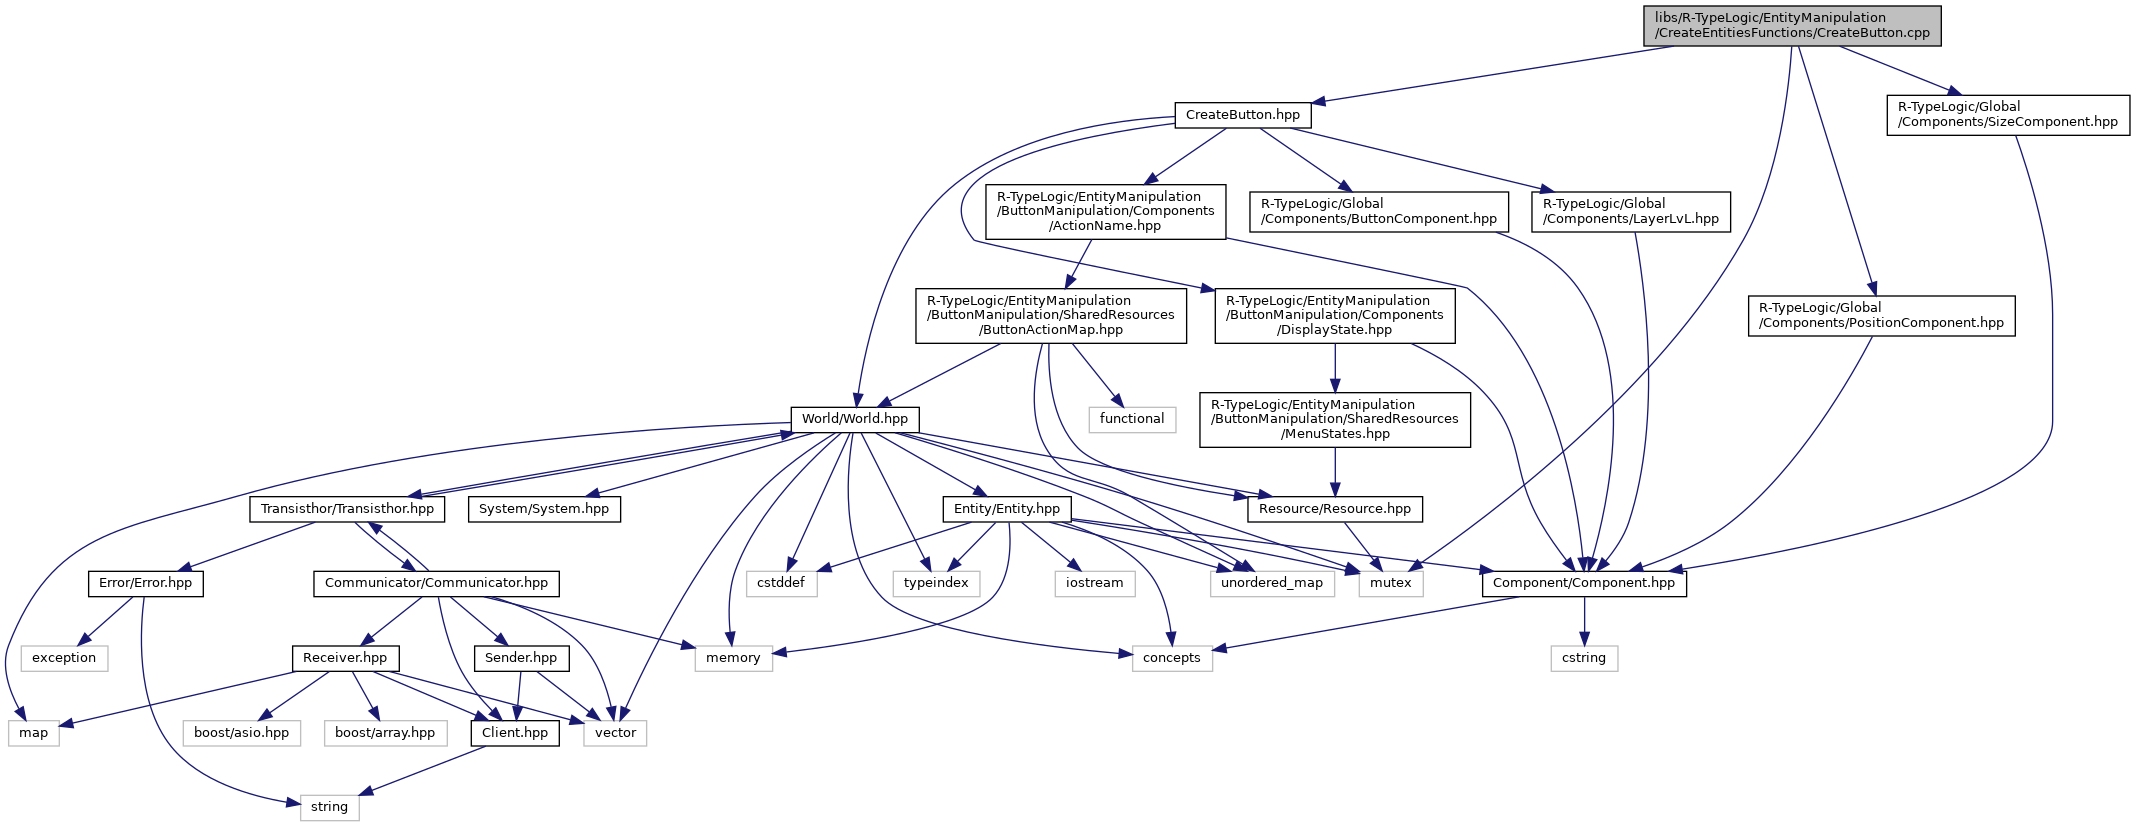 libs/R-TypeLogic/EntityManipulation
/CreateEntitiesFunctions/CreateButton.cpp
CreateButton.hpp
R-TypeLogic/Global
/Components/SizeComponent.hpp
R-TypeLogic/EntityManipulation
/ButtonManipulation/Components
/ActionName.hpp
R-TypeLogic/Global
/Components/ButtonComponent.hpp
R-TypeLogic/Global
/Components/LayerLvL.hpp
R-TypeLogic/EntityManipulation
/ButtonManipulation/SharedResources
/ButtonActionMap.hpp
R-TypeLogic/EntityManipulation
/ButtonManipulation/Components
/DisplayState.hpp
R-TypeLogic/Global
/Components/PositionComponent.hpp
World/World.hpp
functional
R-TypeLogic/EntityManipulation
/ButtonManipulation/SharedResources
/MenuStates.hpp
Transisthor/Transisthor.hpp
System/System.hpp
Entity/Entity.hpp
Resource/Resource.hpp
Error/Error.hpp
Communicator/Communicator.hpp
cstddef
typeindex
iostream
unordered_map
mutex
Component/Component.hpp
exception
Receiver.hpp
Sender.hpp
memory
concepts
cstring
map
boost/asio.hpp
boost/array.hpp
Client.hpp
vector
string